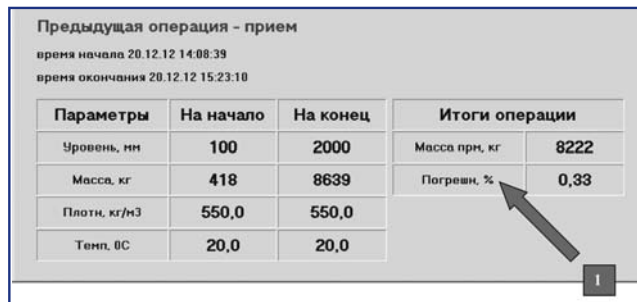 Предыдущая операция - прием
время начала 20.12.12 14:08:39
время окончания 20.12.12 15:23:10
Параметры На начало На конец Итоги операции
Уровень, мм 100 2000 Масса прм, кг 8222
Масса, кг 418 8639 Погрешн, % 0,33
Плотн, кг/м3 550,0 550,0
Темп, 0С 20,0 20,0
1